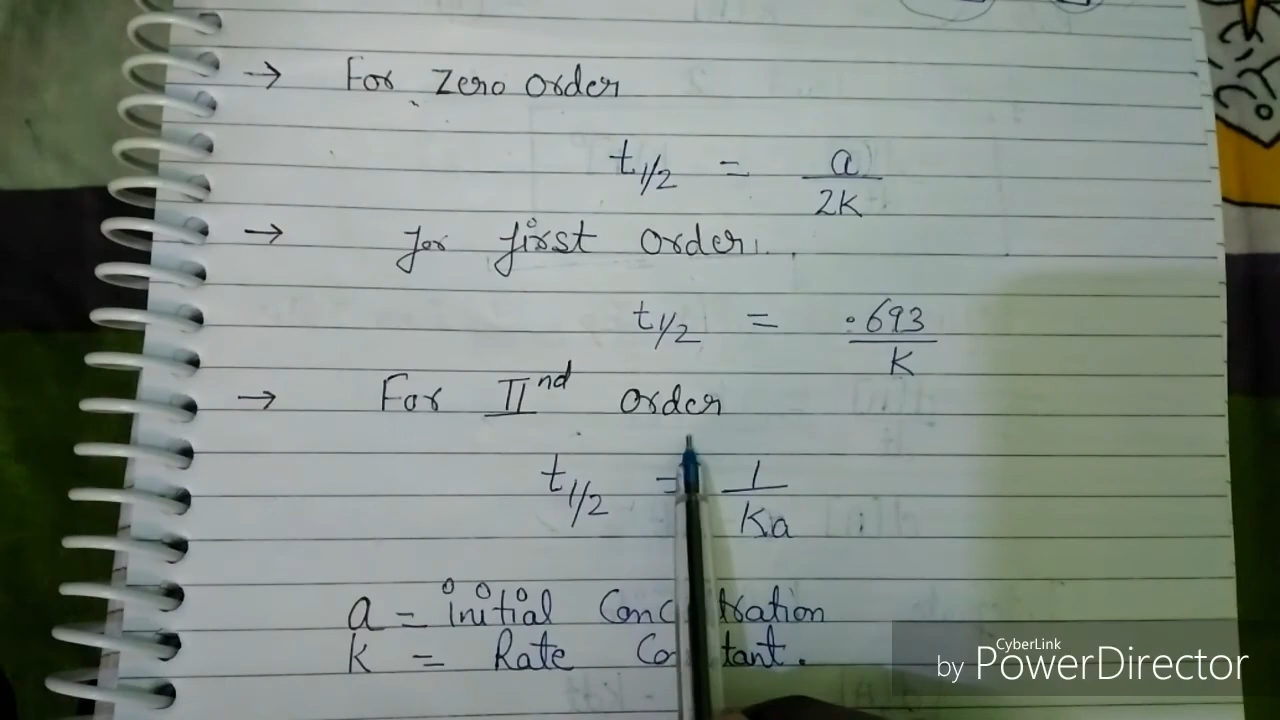 → For Zero Order
t1/2 = a/2K
→ for first order.
t1/2 = .693/K
→ For IInd order
t1/2 = 1/Ka
a = initial
K = Rate
CyberLink
by PowerDirector